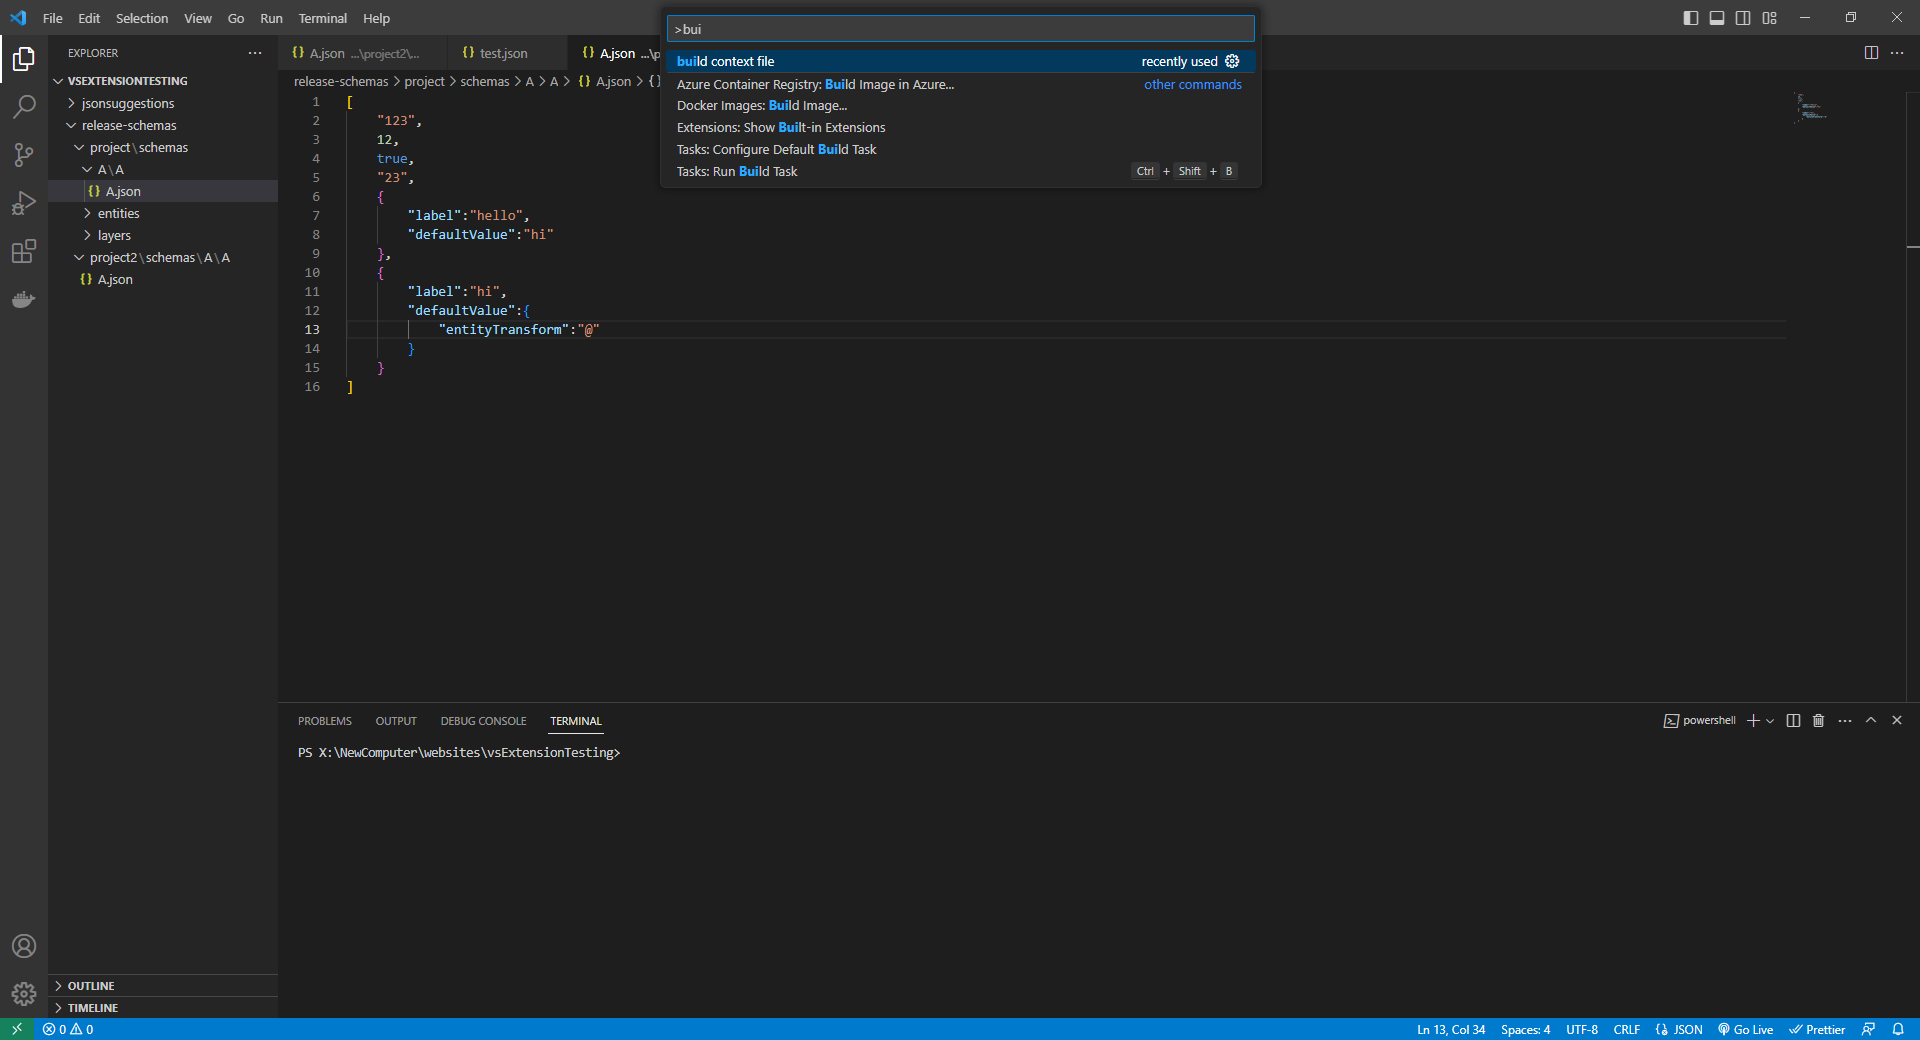 File Edit Selection View Go Run Terminal Help
>bui
build context file recently used
Azure Container Registry: Build Image in Azure... other commands
Docker Images: Build Image...
Extensions: Show Built-in Extensions
Tasks: Configure Default Build Task
Tasks: Run Build Task Ctrl + Shift + B
EXPLORER
VSEXTENSIONTESTING
jsonsuggestions
release-schemas
project\schemas
A\A
{} A.json
entities
layers
project2\schemas\A\A
{} A.json
OUTLINE
TIMELINE
{} A.json ...\project2\... {} test.json {} A.json ...\p
release-schemas > project > schemas > A > A > {} A.json > {}
1 [
2 "123",
3 12,
4 true,
5 "23",
6 {
7 "label":"hello",
8 "defaultValue":"hi"
9 },
10 {
11 "label":"hi",
12 "defaultValue":{
13 "entityTransform":"@"
14 }
15 }
16 ]
PROBLEMS OUTPUT DEBUG CONSOLE TERMINAL powershell
PS X:\NewComputer\websites\vsExtensionTesting>
0 0 Ln 13, Col 34 Spaces: 4 UTF-8 CRLF JSON Go Live Prettier